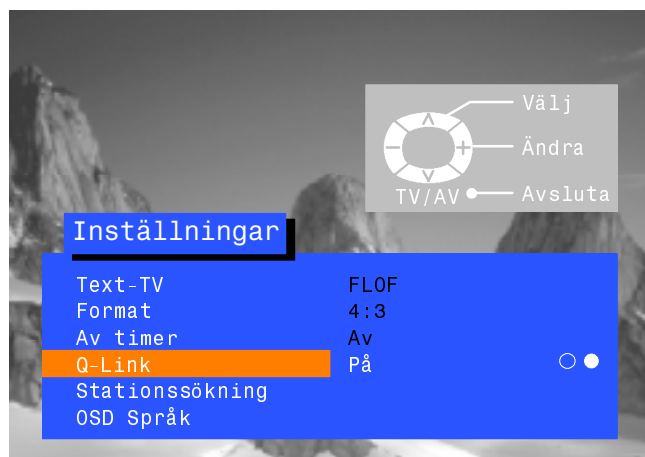 Välj
Ändra
TV/AV Avsluta
Inställningar
Text-TV FLOF
Format 4:3
Av timer Av
Q-Link På
Stationssökning
OSD Språk